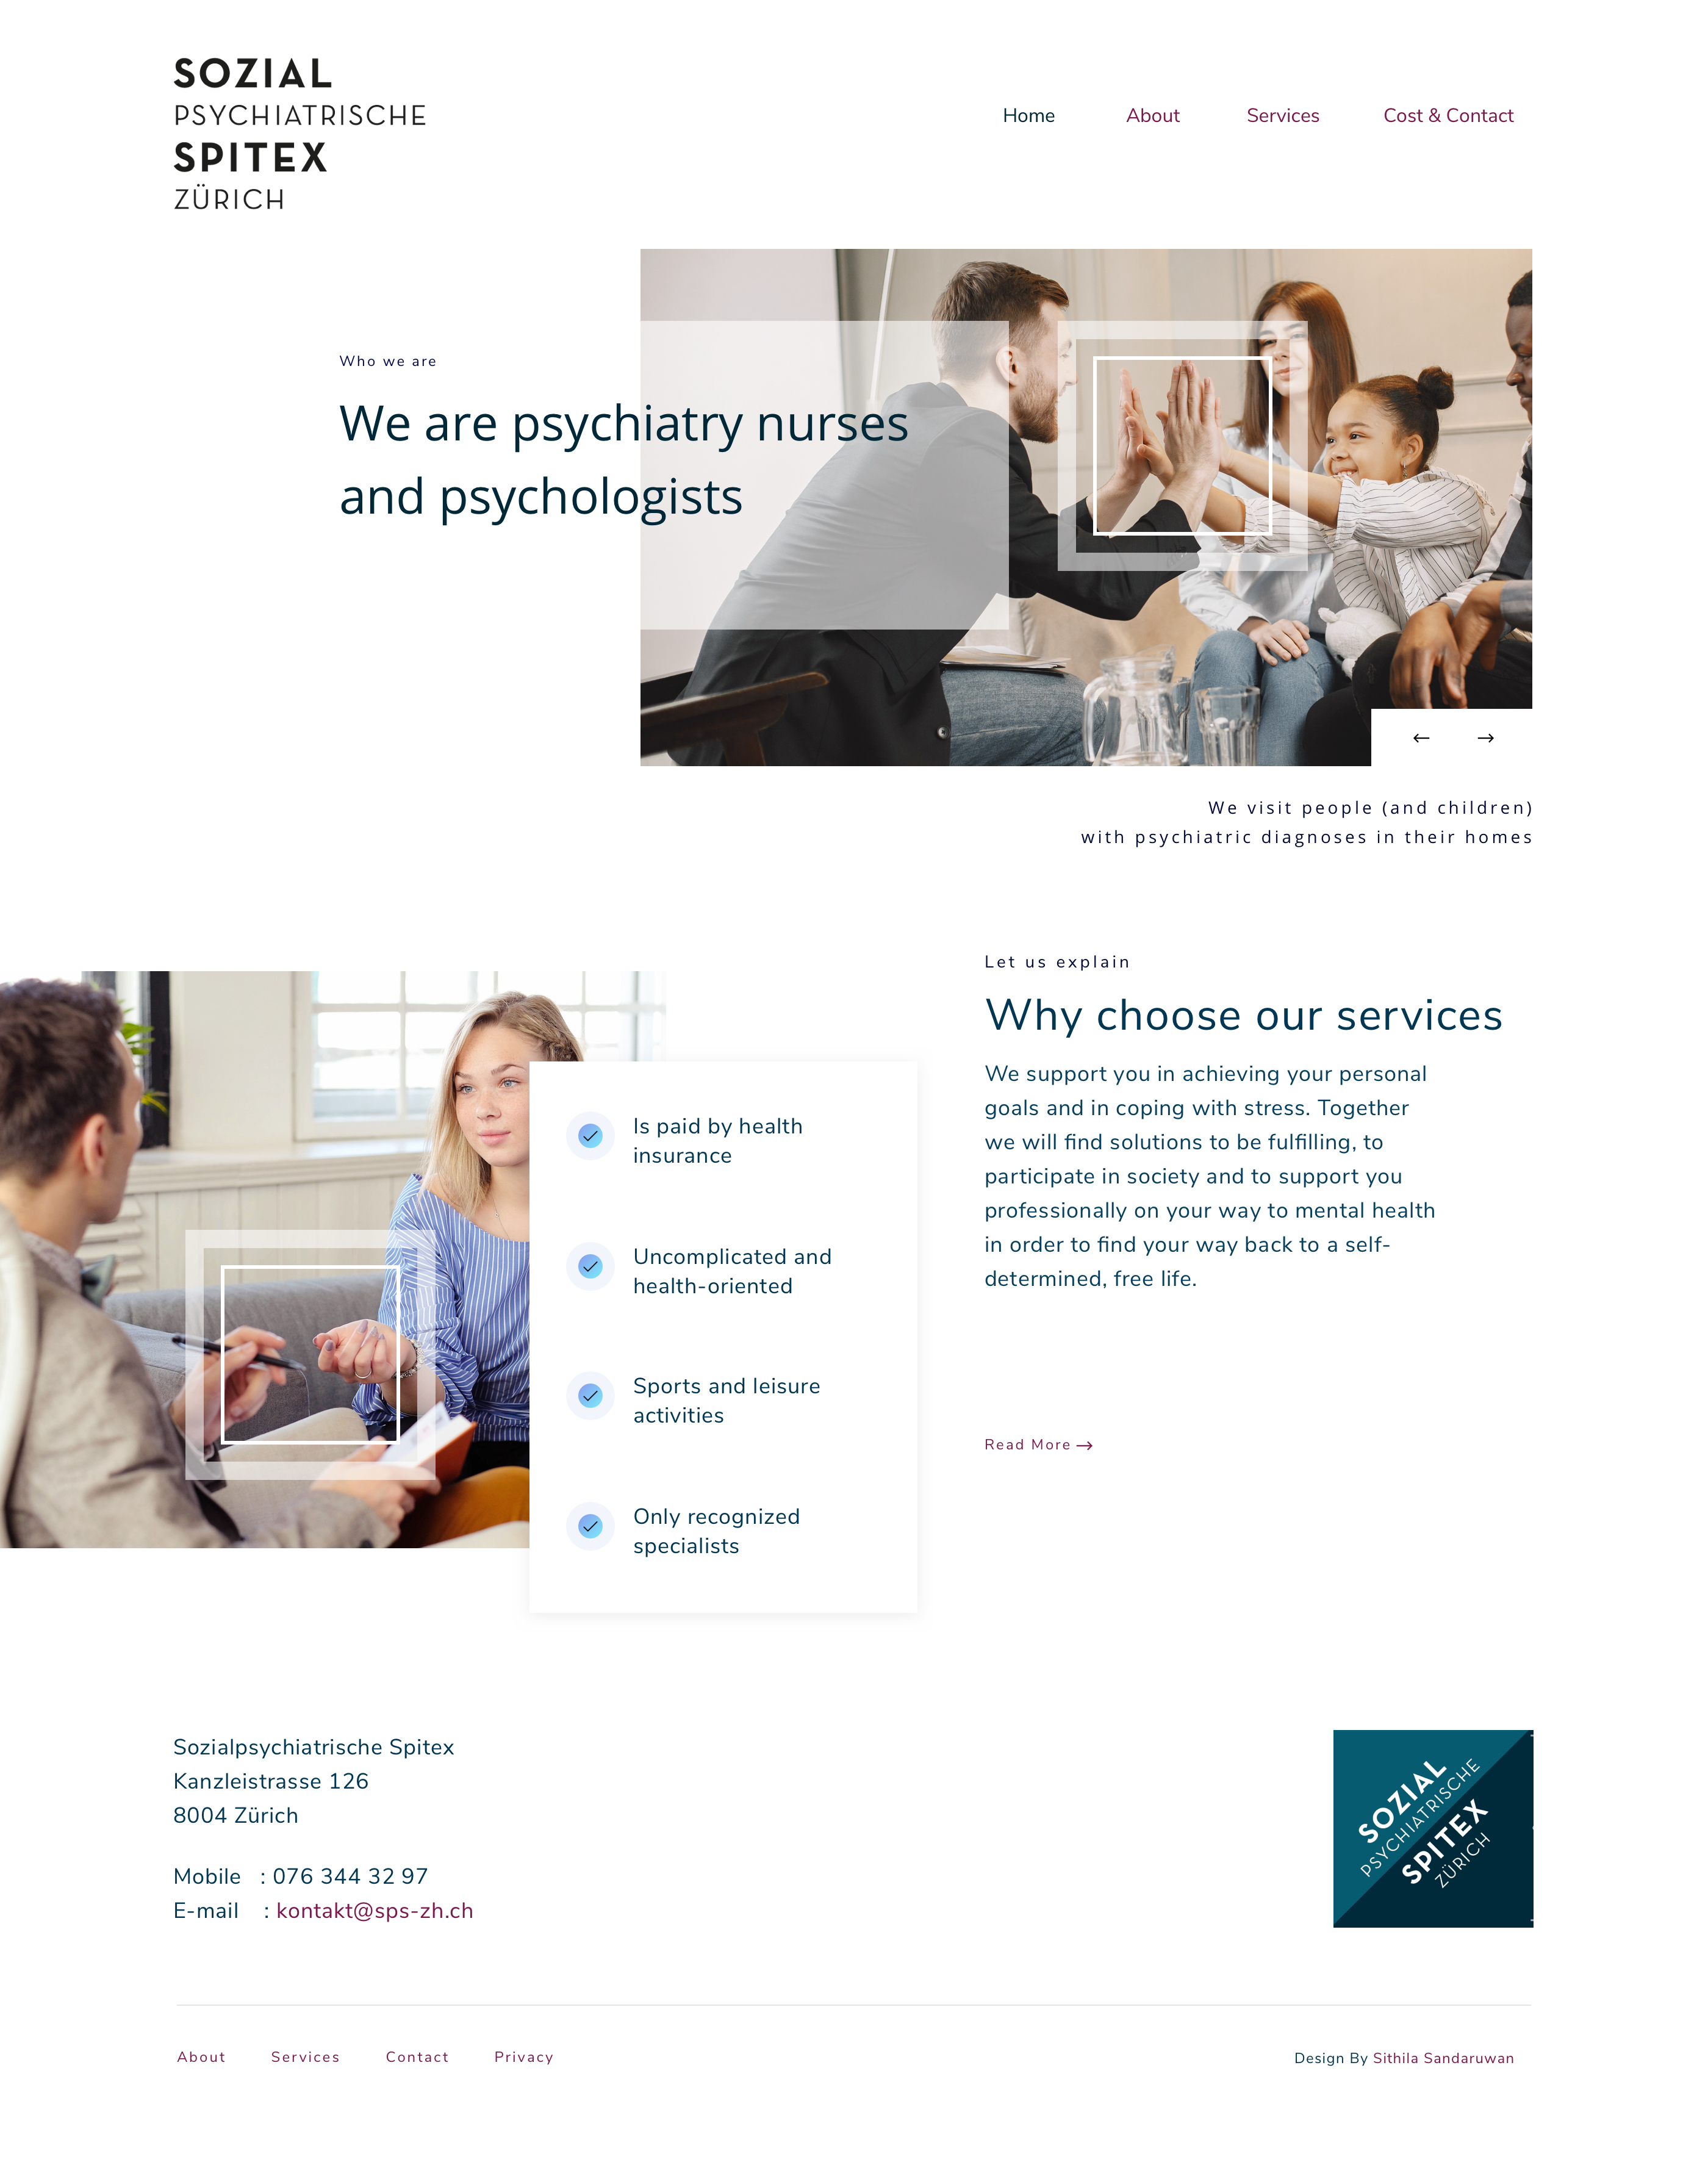 SOZIAL
PSYCHIATRISCHE
SPITEX
ZÜRICH
Home About Services Cost & Contact
Who we are
We are psychiatry nurses
and psychologists
We visit people (and children)
with psychiatric diagnoses in their homes
Is paid by health
insurance
Uncomplicated and
health-oriented
Sports and leisure
activities
Only recognized
specialists
Let us explain
Why choose our services
We support you in achieving your personal
goals and in coping with stress. Together
we will find solutions to be fulfilling, to
participate in society and to support you
professionally on your way to mental health
in order to find your way back to a self-
determined, free life.
Read More →
Sozialpsychiatrische Spitex
Kanzleistrasse 126
8004 Zürich
Mobile : 076 344 32 97
E-mail : kontakt@sps-zh.ch
SOZIAL
PSYCHIATRISCHE
SPITEX
ZÜRICH
About Services Contact Privacy
Design By Sithila Sandaruwan